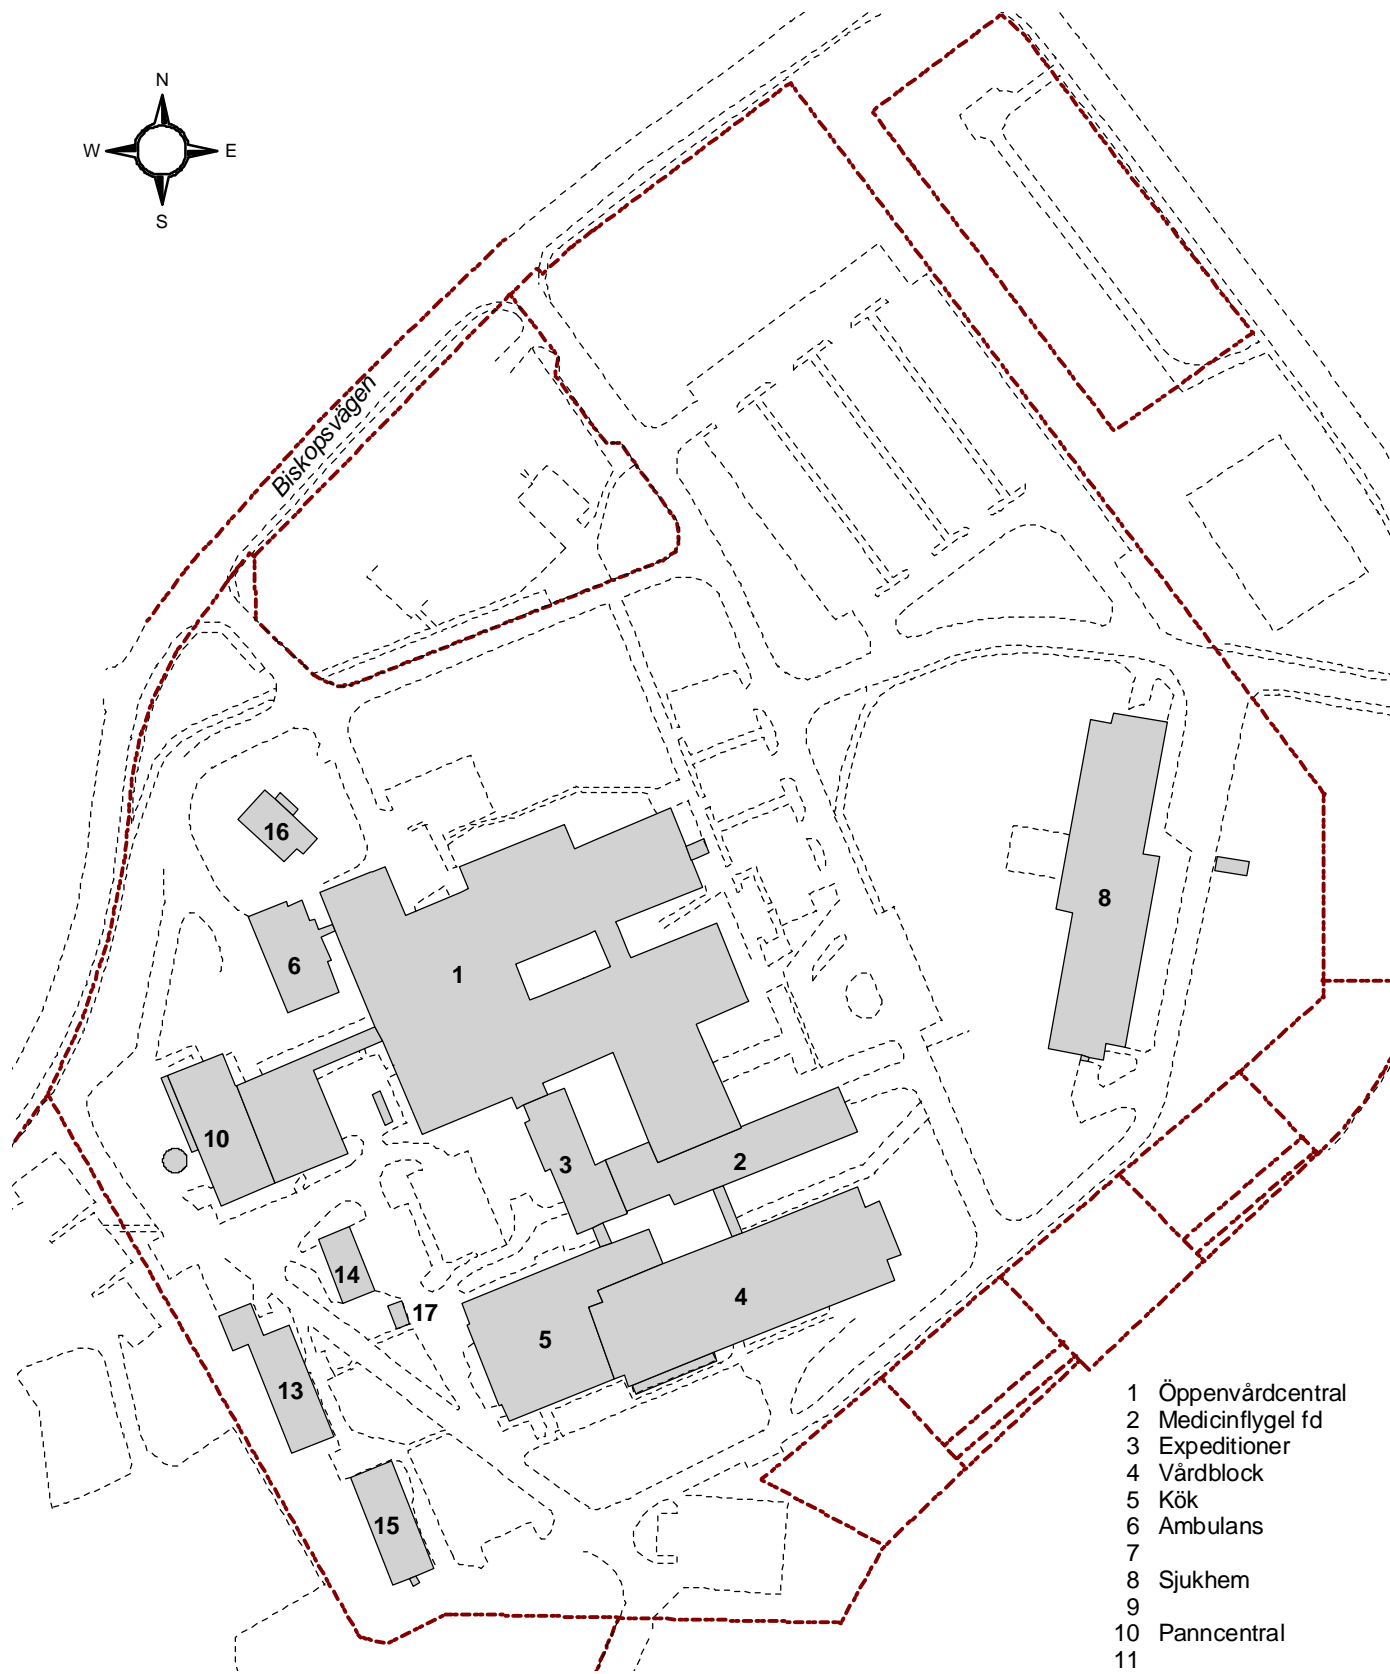 N
W E
S
Biskopsvägen
16
6
1
8
10
3
2
14
17
4
5
13
15
1 Öppenvårdcentral
2 Medicinflygel fd
3 Expeditioner
4 Vårdblock
5 Kök
6 Ambulans
7
8 Sjukhem
9
10 Panncentral
11